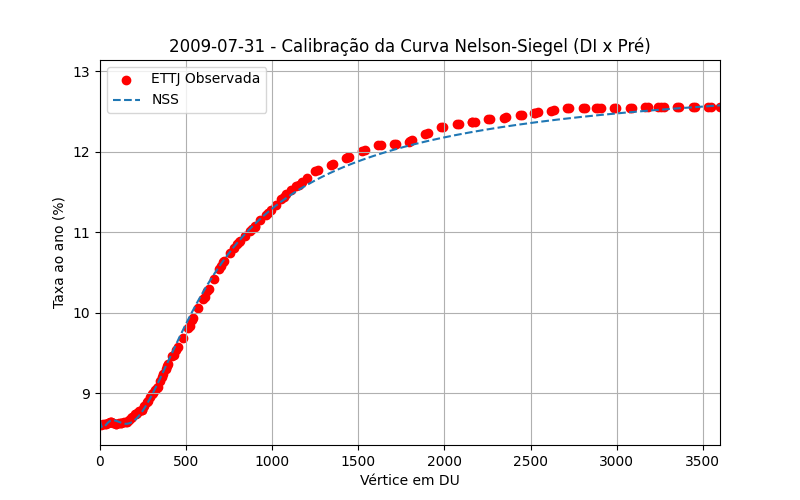 2009-07-31 - Calibração da Curva Nelson-Siegel (DI x Pré)
ETTJ Observada
NSS
Taxa ao ano (%)
13
12
11
10
9
0 500 1000 1500 2000 2500 3000 3500
Vértice em DU